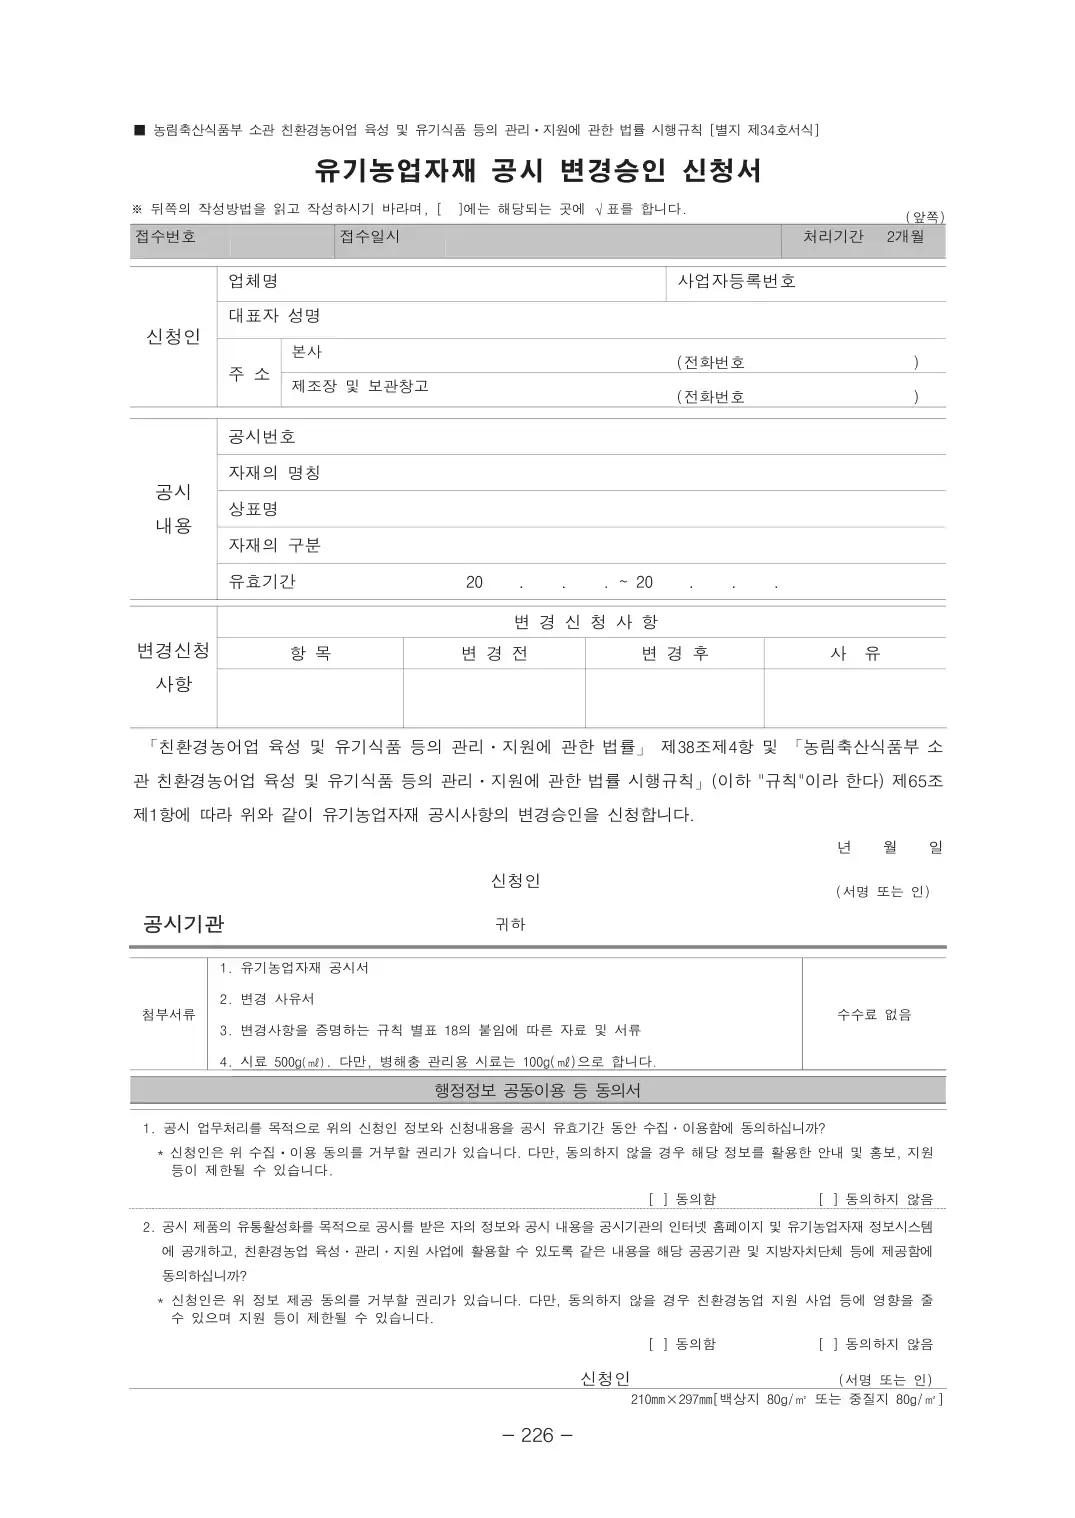 ■ 농림축산식품부 소관 친환경농어업 육성 및 유기식품 등의 관리·지원에 관한 법률 시행규칙 [별지 제34호서식]
유기농업자재 공시 변경승인 신청서
※ 뒤쪽의 작성방법을 읽고 작성하시기 바라며, [ ]에는 해당되는 곳에 √표를 합니다.
(앞쪽)
접수번호 접수일시 처리기간 2개월
신청인
업체명 사업자등록번호
대표자 성명
주 소
본사 (전화번호 )
제조장 및 보관창고 (전화번호 )
공시
내용
공시번호
자재의 명칭
상표명
자재의 구분
유효기간 20 . . . ~ 20 . . .
변경신청
사항
변 경 신 청 사 항
항 목 변 경 전 변 경 후 사 유
「친환경농어업 육성 및 유기식품 등의 관리·지원에 관한 법률」 제38조제4항 및 「농림축산식품부 소
관 친환경농어업 육성 및 유기식품 등의 관리·지원에 관한 법률 시행규칙」(이하 "규칙"이라 한다) 제65조
제1항에 따라 위와 같이 유기농업자재 공시사항의 변경승인을 신청합니다.
년 월 일
신청인 (서명 또는 인)
공시기관 귀하
첨부서류
1. 유기농업자재 공시서
2. 변경 사유서
3. 변경사항을 증명하는 규칙 별표 18의 붙임에 따른 자료 및 서류
4. 시료 500g(㎖). 다만, 병해충 관리용 시료는 100g(㎖)으로 합니다.
수수료 없음
행정정보 공동이용 등 동의서
1. 공시 업무처리를 목적으로 위의 신청인 정보와 신청내용을 공시 유효기간 동안 수집·이용함에 동의하십니까?
* 신청인은 위 수집·이용 동의를 거부할 권리가 있습니다. 다만, 동의하지 않을 경우 해당 정보를 활용한 안내 및 홍보, 지원
등이 제한될 수 있습니다.
[ ] 동의함 [ ] 동의하지 않음
2. 공시 제품의 유통활성화를 목적으로 공시를 받은 자의 정보와 공시 내용을 공시기관의 인터넷 홈페이지 및 유기농업자재 정보시스템
에 공개하고, 친환경농업 육성·관리·지원 사업에 활용할 수 있도록 같은 내용을 해당 공공기관 및 지방자치단체 등에 제공함에
동의하십니까?
* 신청인은 위 정보 제공 동의를 거부할 권리가 있습니다. 다만, 동의하지 않을 경우 친환경농업 지원 사업 등에 영향을 줄
수 있으며 지원 등이 제한될 수 있습니다.
[ ] 동의함 [ ] 동의하지 않음
신청인 (서명 또는 인)
210㎜×297㎜[백상지 80g/㎡ 또는 중질지 80g/㎡]
- 226 -